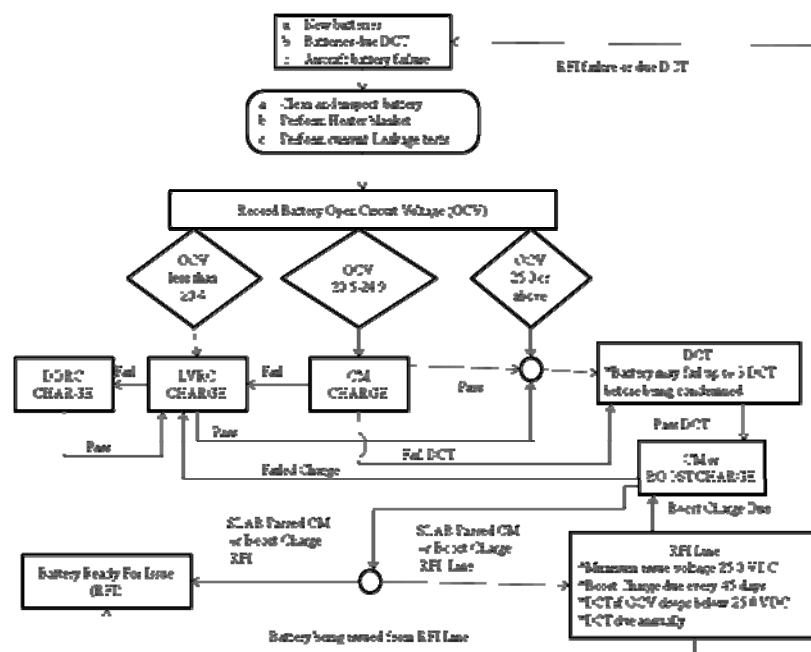 a New batteries
b Batteries due DCT
c Aircraft battery failure
RFI failure or due DCT
a Clean and inspect battery
b Perform Heater blanket
c Perform current Leakage tests
Record Battery Open Circuit Voltage (OCV)
OCV
less than
OCV
23.5-24.9
OCV
25.0 or
above
DDRC
CHARGE
Fail
LVRC
CHARGE
Fail
CM
CHARGE
Pass
DCT
*Battery may fail up to 3 DCT
before being condemned
Pass
Pass
Fail DCT
Pass DCT
Failed Charge
CM or
BOOST CHARGE
Boost Charge Due
SLAB Passed CM
or Boost Charge
RFI
SLAB Passed CM
or Boost Charge
RFI Lane
Battery Ready For Issue
(RFI)
RFI Lane
*Minimum issue voltage 25.0 VDC
*Boost Charge due every 45 days
*DCT if OCV drops below 25.0 VDC
*DCT due annually
Battery being issued from RFI Lane